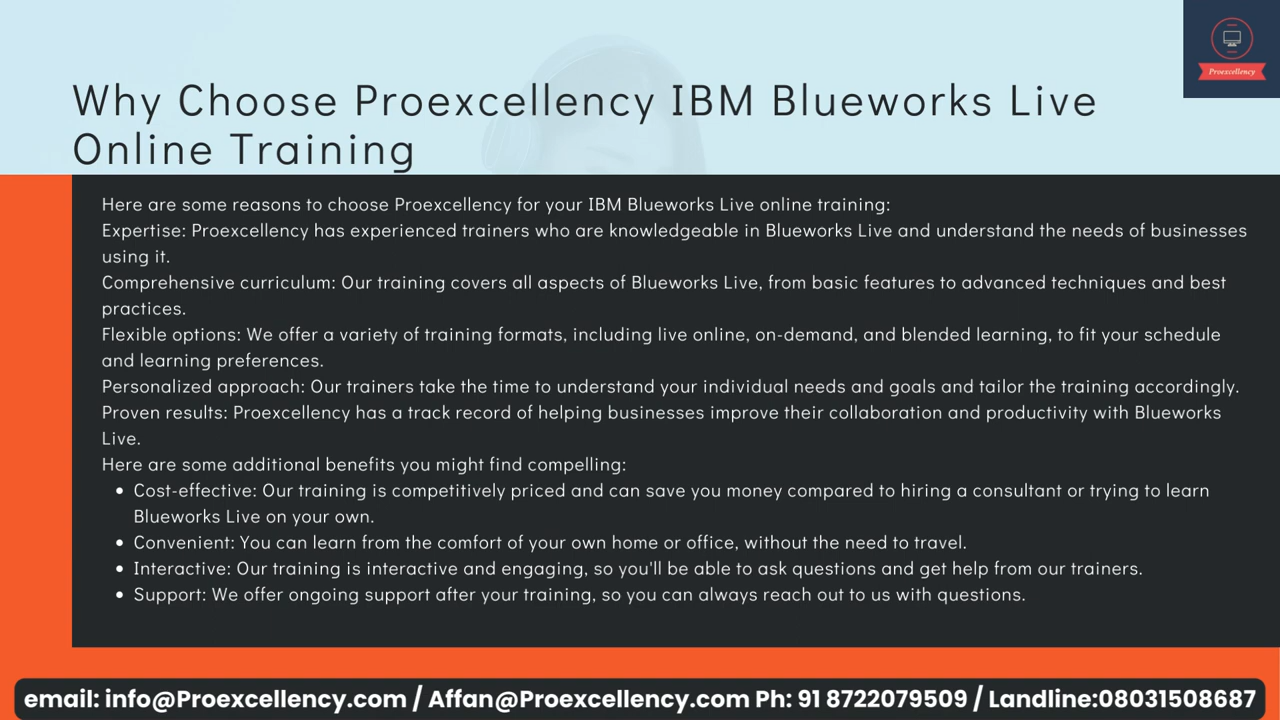 Proexcellency
Why Choose Proexcellency IBM Blueworks Live
Online Training
Here are some reasons to choose Proexcellency for your IBM Blueworks Live online training:
Expertise: Proexcellency has experienced trainers who are knowledgeable in Blueworks Live and understand the needs of businesses
using it.
Comprehensive curriculum: Our training covers all aspects of Blueworks Live, from basic features to advanced techniques and best
practices.
Flexible options: We offer a variety of training formats, including live online, on-demand, and blended learning, to fit your schedule
and learning preferences.
Personalized approach: Our trainers take the time to understand your individual needs and goals and tailor the training accordingly.
Proven results: Proexcellency has a track record of helping businesses improve their collaboration and productivity with Blueworks
Live.
Here are some additional benefits you might find compelling:
• Cost-effective: Our training is competitively priced and can save you money compared to hiring a consultant or trying to learn
Blueworks Live on your own.
• Convenient: You can learn from the comfort of your own home or office, without the need to travel.
• Interactive: Our training is interactive and engaging, so you'll be able to ask questions and get help from our trainers.
• Support: We offer ongoing support after your training, so you can always reach out to us with questions.
email: info@Proexcellency.com / Affan@Proexcellency.com Ph: 91 8722079509 / Landline:08031508687